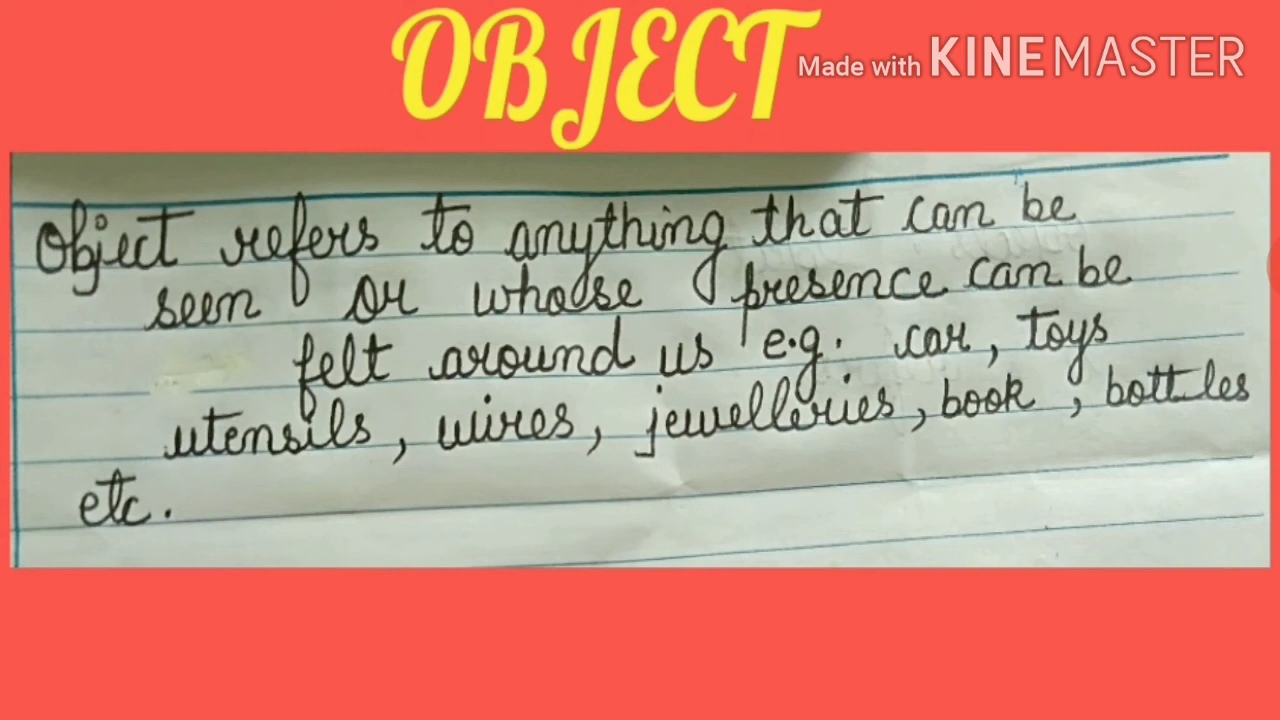 OBJECT
Made with KINEMASTER
Object refers to anything that can be
seen or whose presence can be
felt around us e.g. car, toys
utensils, wires, jewelleries, book, bottles
etc.